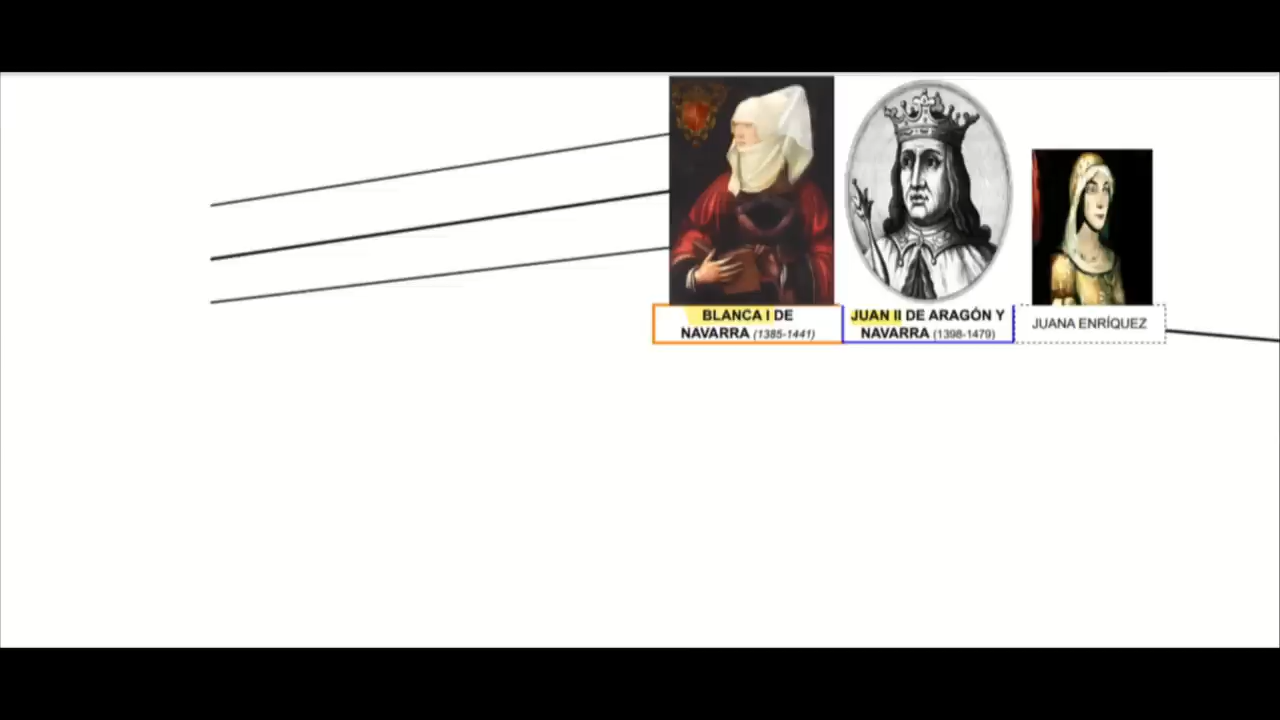 BLANCA I DE
NAVARRA (1385-1441)
JUAN II DE ARAGÓN Y
NAVARRA (1398-1479)
JUANA ENRÍQUEZ